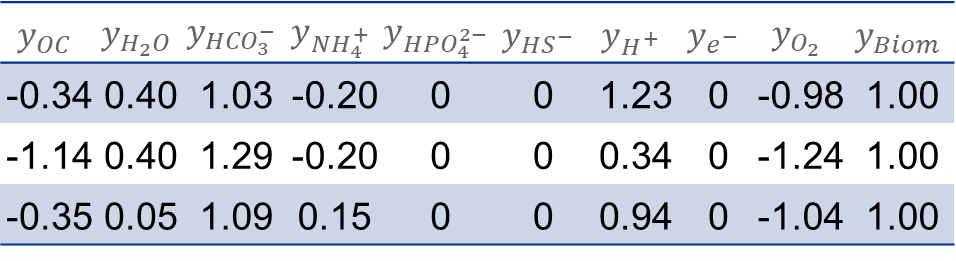 y_{OC} y_{H_2O} y_{HCO_3^-} y_{NH_4^+} y_{HPO_4^{2-}} y_{HS^-} y_{H^+} y_{e^-} y_{O_2} y_{Biom}
-0.34 0.40 1.03 -0.20 0 0 1.23 0 -0.98 1.00
-1.14 0.40 1.29 -0.20 0 0 0.34 0 -1.24 1.00
-0.35 0.05 1.09 0.15 0 0 0.94 0 -1.04 1.00